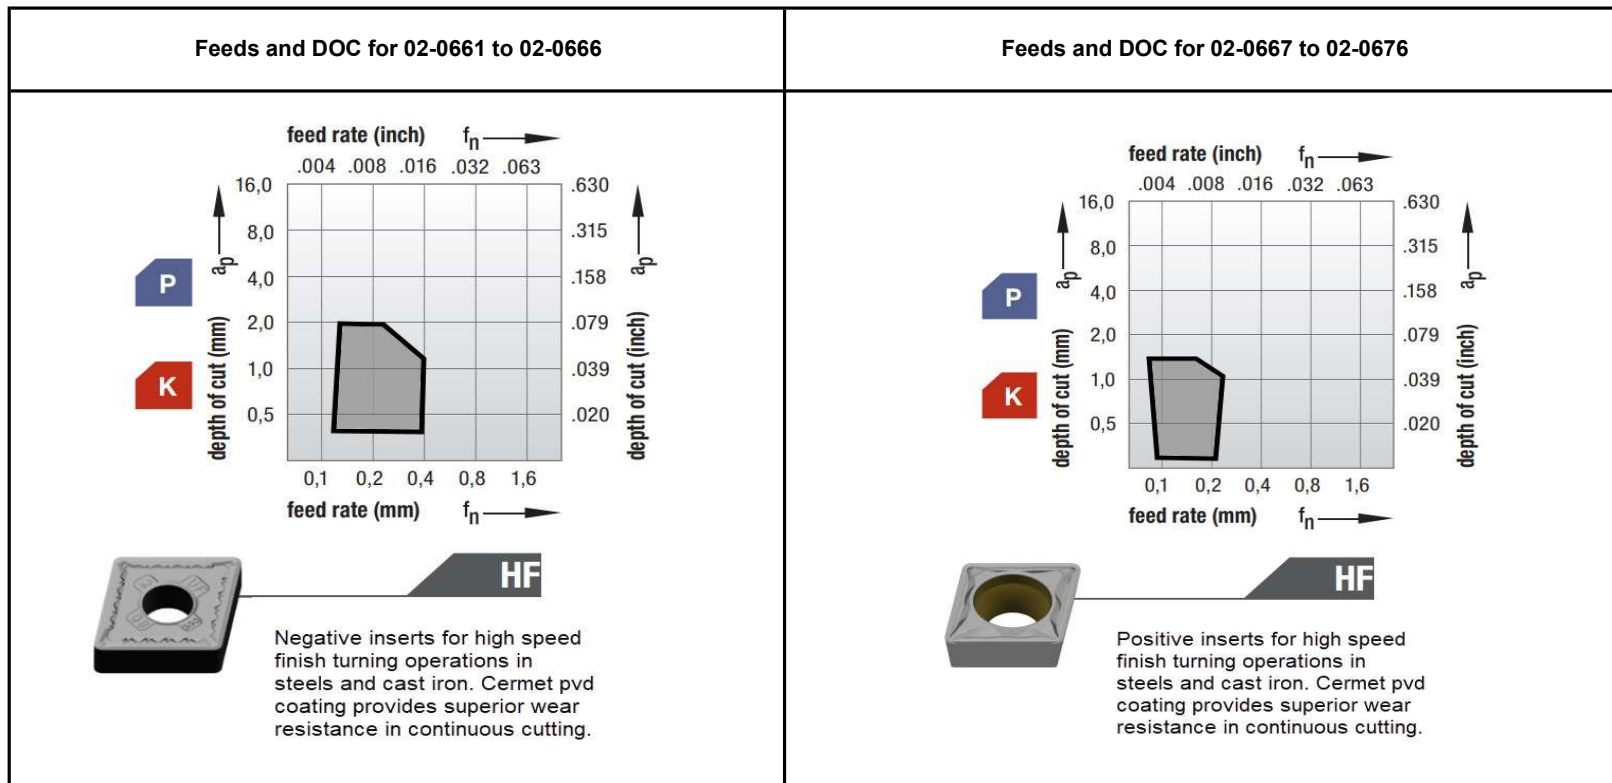 Feeds and DOC for 02-0661 to 02-0666
feed rate (inch) fn
.004 .008 .016 .032 .063
16,0
8,0
4,0
2,0
1,0
0,5
ap
depth of cut (mm)
P
K
.630
.315
.158
.079
.039
.020
ap
depth of cut (inch)
0,1 0,2 0,4 0,8 1,6
feed rate (mm) fn
HF
Negative inserts for high speed
finish turning operations in
steels and cast iron. Cermet pvd
coating provides superior wear
resistance in continuous cutting.
Feeds and DOC for 02-0667 to 02-0676
feed rate (inch) fn
.004 .008 .016 .032 .063
16,0
8,0
4,0
2,0
1,0
0,5
ap
depth of cut (mm)
P
K
.630
.315
.158
.079
.039
.020
ap
depth of cut (inch)
0,1 0,2 0,4 0,8 1,6
feed rate (mm) fn
HF
Positive inserts for high speed
finish turning operations in
steels and cast iron. Cermet pvd
coating provides superior wear
resistance in continuous cutting.